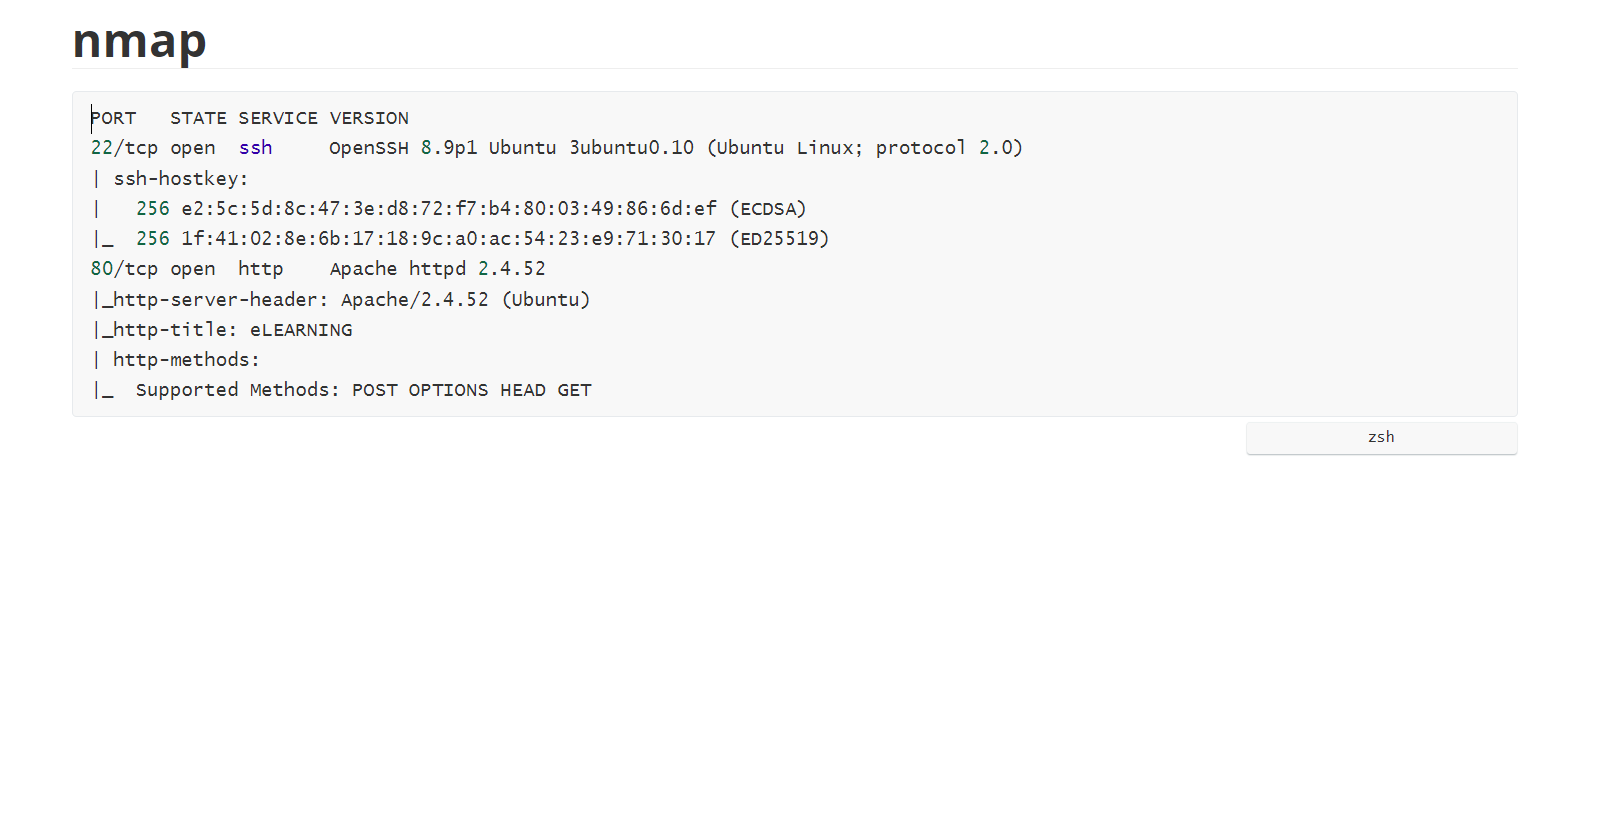 nmap
PORT   STATE SERVICE VERSION
22/tcp open  ssh     OpenSSH 8.9p1 Ubuntu 3ubuntu0.10 (Ubuntu Linux; protocol 2.0)
| ssh-hostkey:
|   256 e2:5c:5d:8c:47:3e:d8:72:f7:b4:80:03:49:86:6d:ef (ECDSA)
|_  256 1f:41:02:8e:6b:17:18:9c:a0:ac:54:23:e9:71:30:17 (ED25519)
80/tcp open  http    Apache httpd 2.4.52
|_http-server-header: Apache/2.4.52 (Ubuntu)
|_http-title: eLEARNING
| http-methods:
|_  Supported Methods: POST OPTIONS HEAD GET
zsh